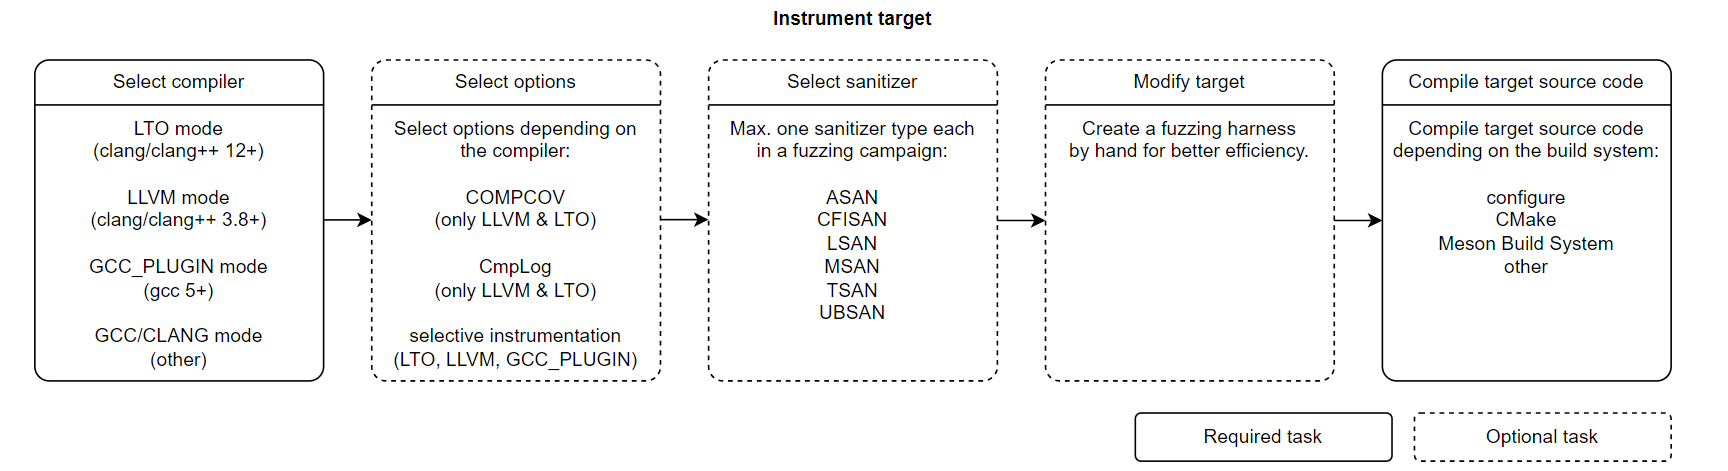 Instrument target
Select compiler
LTO mode
(clang/clang++ 12+)
LLVM mode
(clang/clang++ 3.8+)
GCC_PLUGIN mode
(gcc 5+)
GCC/CLANG mode
(other)
Select options
Select options depending on
the compiler:
COMPCOV
(only LLVM & LTO)
CmpLog
(only LLVM & LTO)
selective instrumentation
(LTO, LLVM, GCC_PLUGIN)
Select sanitizer
Max. one sanitizer type each
in a fuzzing campaign:
ASAN
CFISAN
LSAN
MSAN
TSAN
UBSAN
Modify target
Create a fuzzing harness
by hand for better efficiency.
Compile target source code
Compile target source code
depending on the build system:
configure
CMake
Meson Build System
other
Required task
Optional task